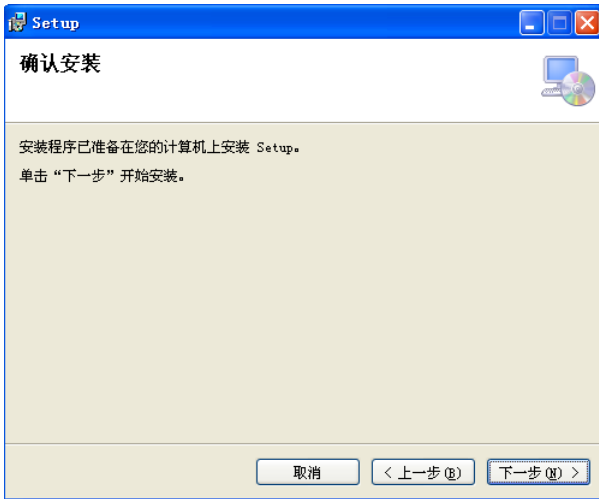 Setup
确认安装
安装程序已准备在您的计算机上安装 Setup。
单击“下一步”开始安装。
取消
< 上一步(B)
下一步(N) >